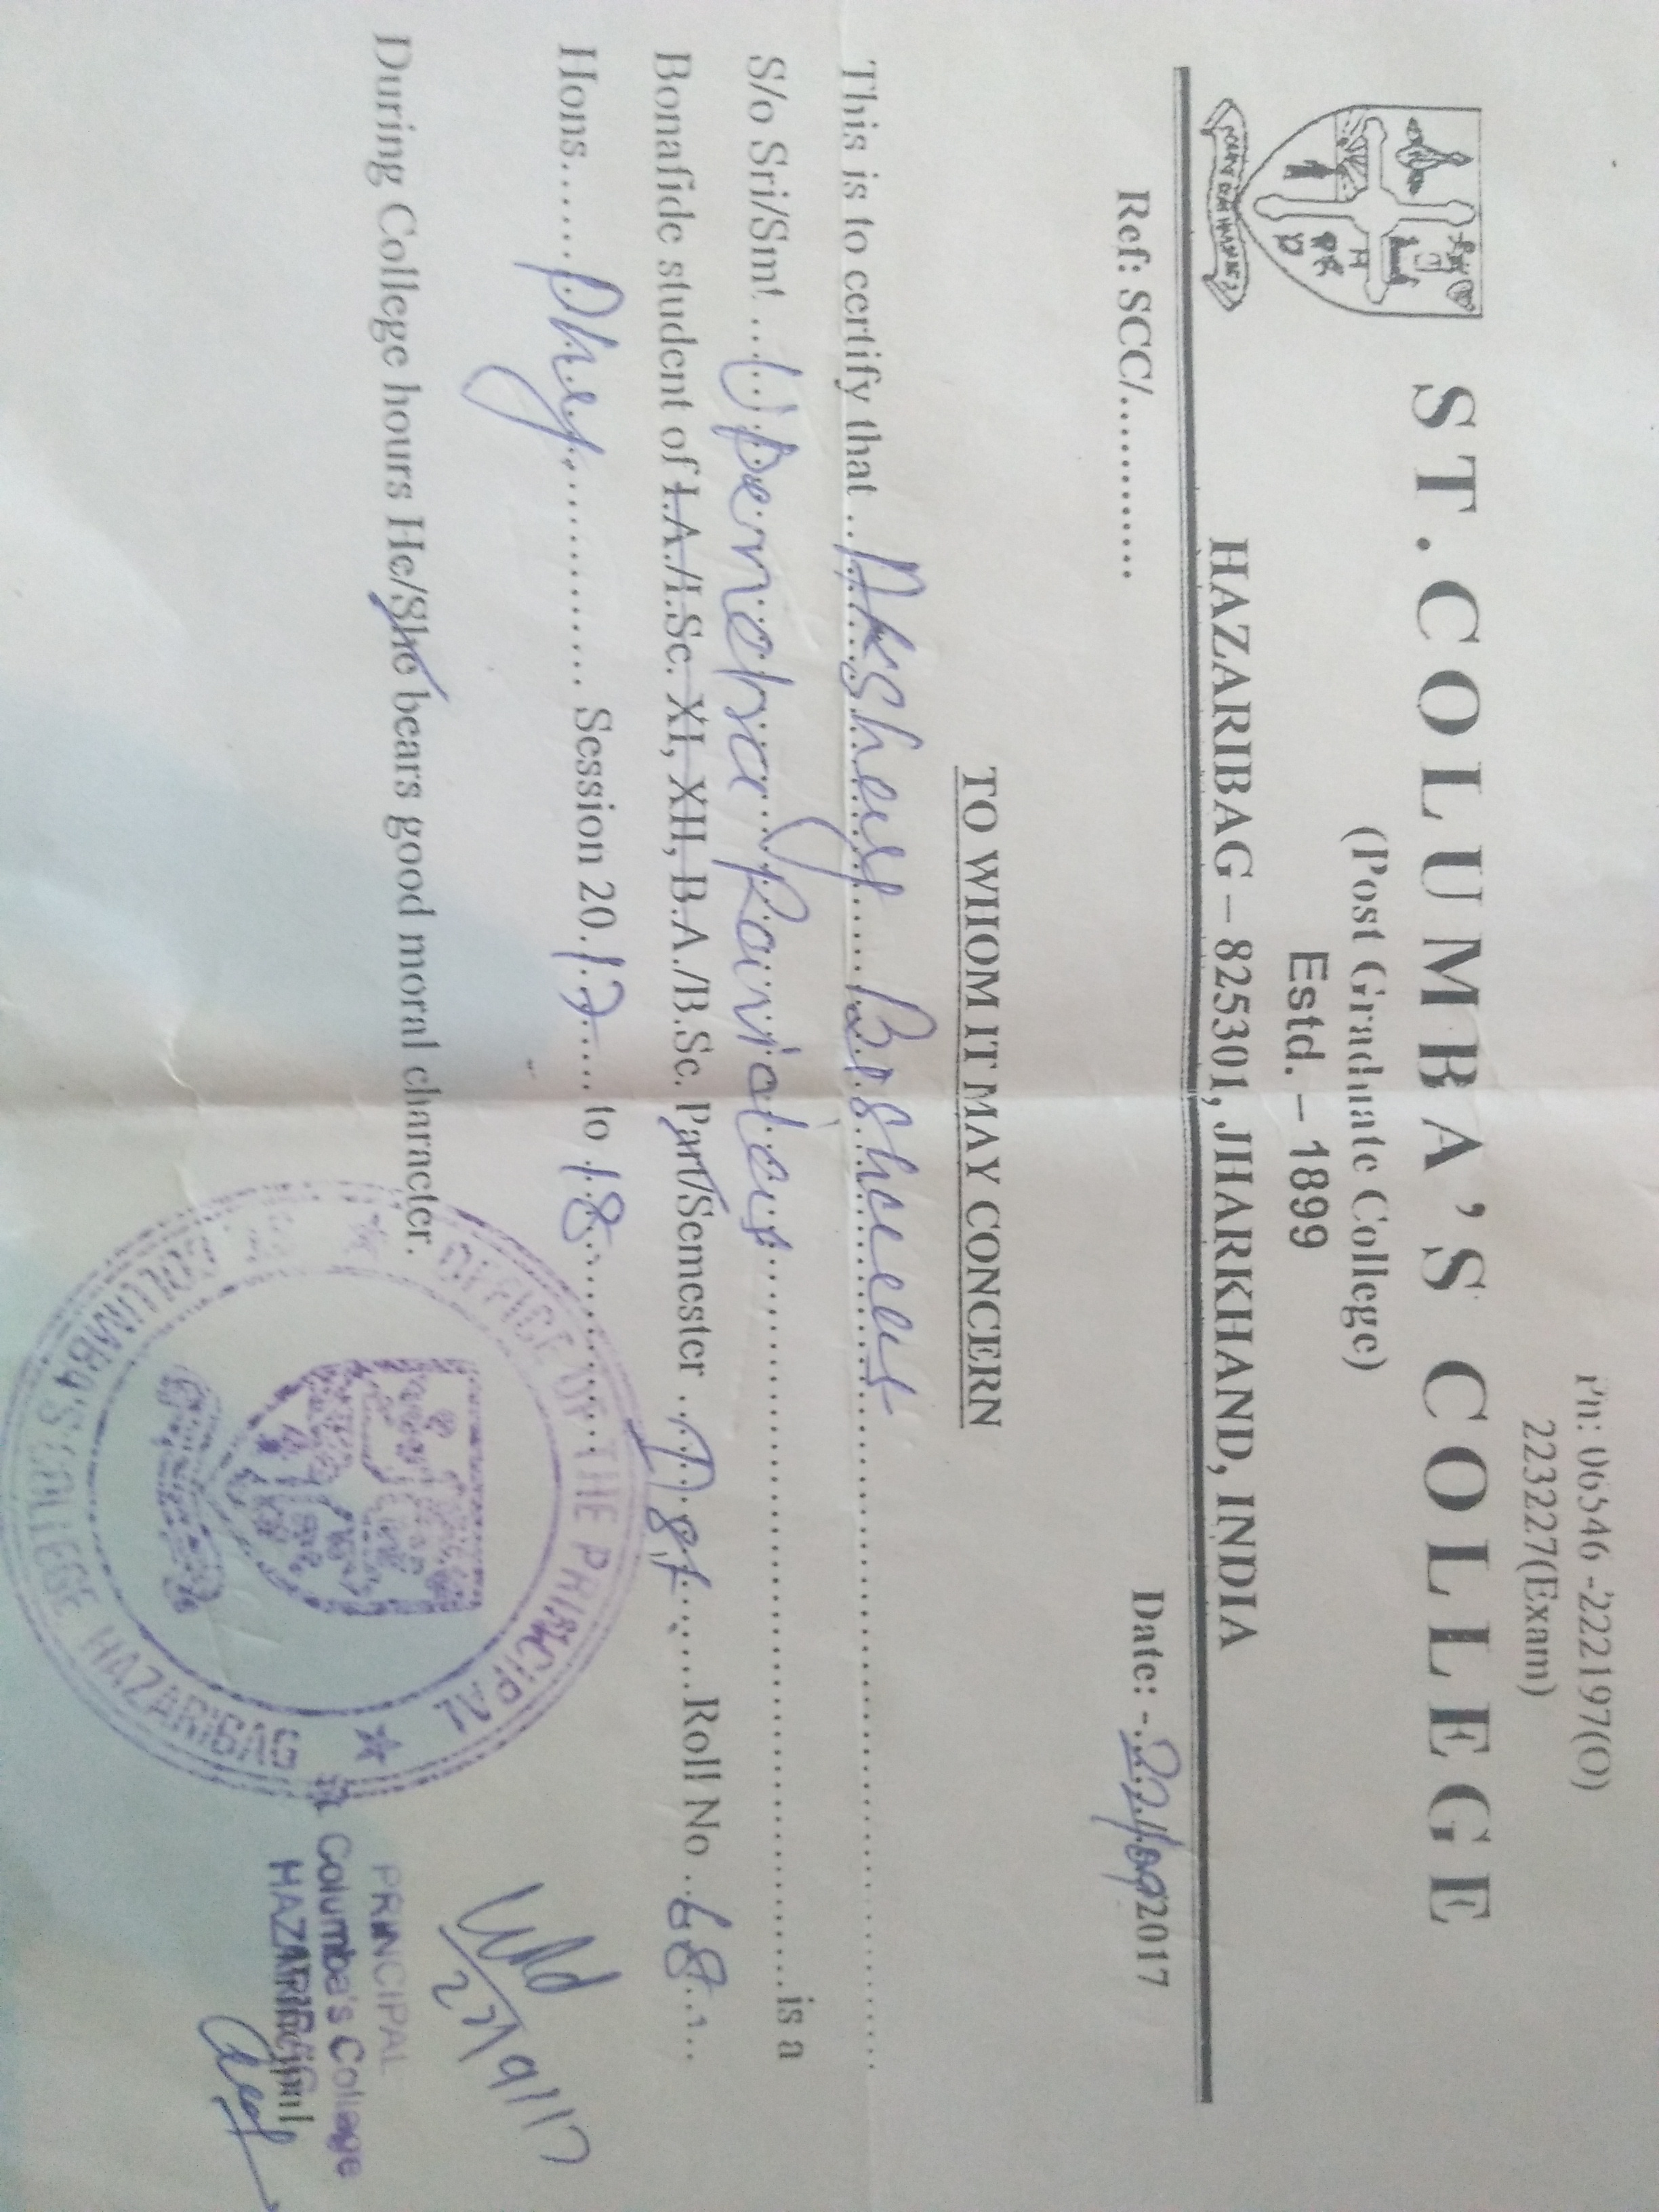 Ph: 06546 -222197(O)
223227(Exam)
ST.COLUMBA'S COLLEGE
(Post Graduate College)
Estd. – 1899
HAZARIBAG – 825301, JHARKHAND, INDIA
Ref: SCC/............
Date: -..22/09/2017
TO WHOM IT MAY CONCERN
This is to certify that .. Akshay
S/o Sri/Smt. ... Upendra ............is a
Bonafide student of I.A./I.Sc. XI, XII, B.A./B.Sc. Part/Semester ..1st.....Roll No ..68...
Hons...... Phy............ Session 20.17.... to 18............
During College hours He/She bears good moral character.
22/9/17
OFFICE OF THE PRINCIPAL
ST. COLUMBA'S COLLEGE HAZARIBAG
PRINCIPAL
St Columba's College
HAZARIBAG
Principal